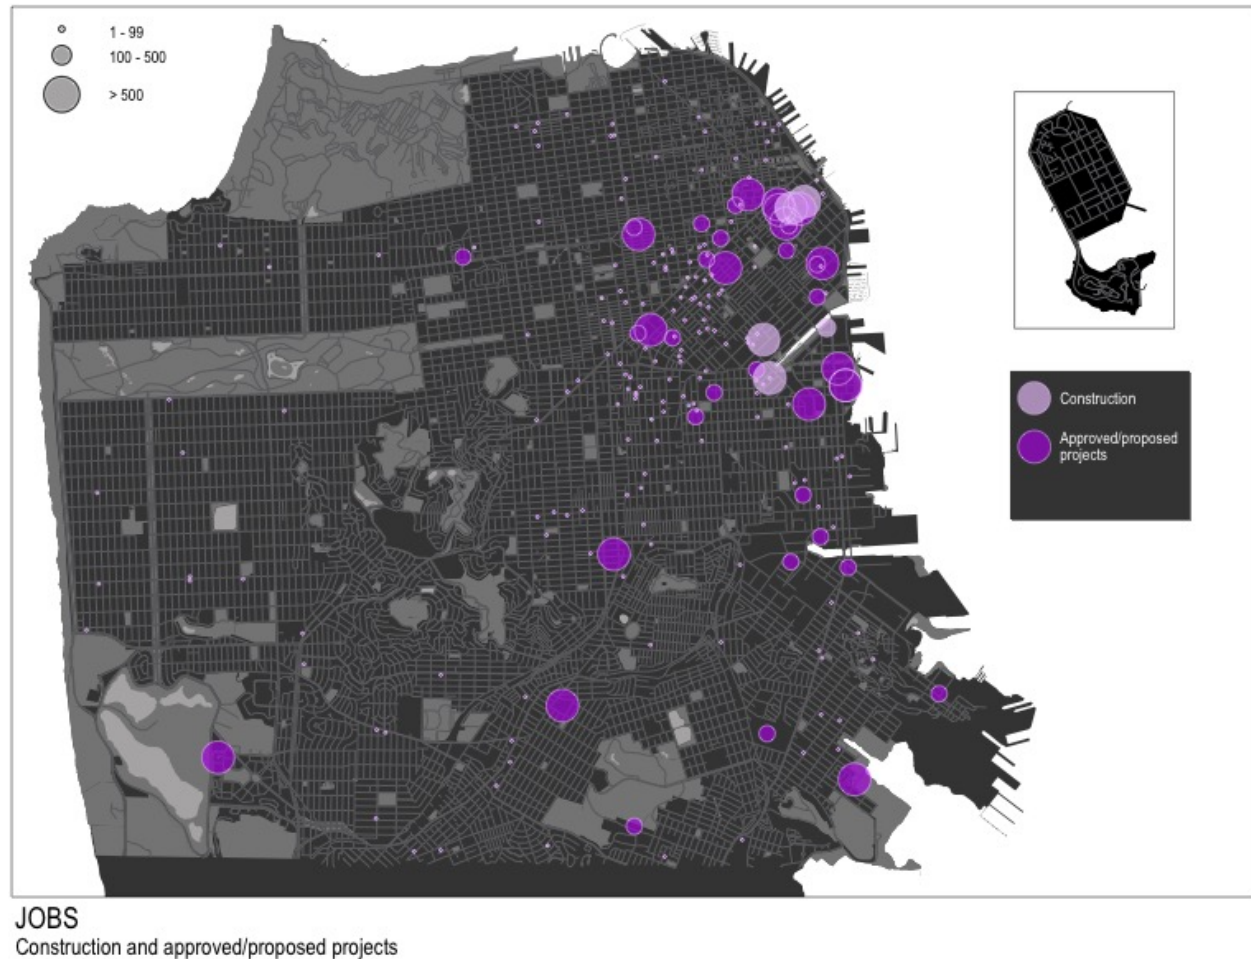 1 - 99
100 - 500
> 500
Construction
Approved/proposed
projects
JOBS
Construction and approved/proposed projects